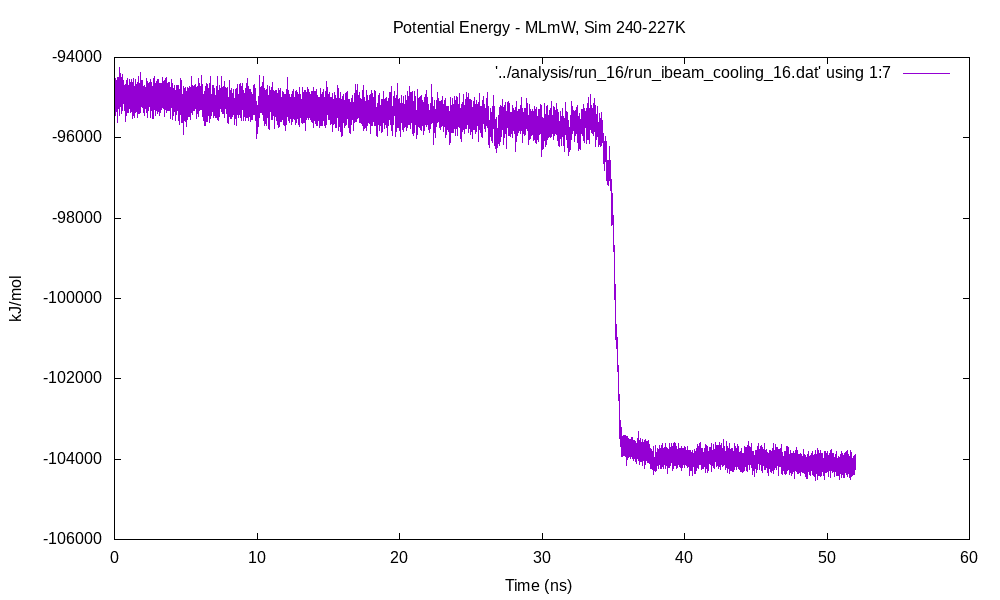 Potential Energy - MLmW, Sim 240-227K
'../analysis/run_16/run_ibeam_cooling_16.dat' using 1:7
-94000
-96000
-98000
-100000
-102000
-104000
-106000
kJ/mol
0 10 20 30 40 50 60
Time (ns)